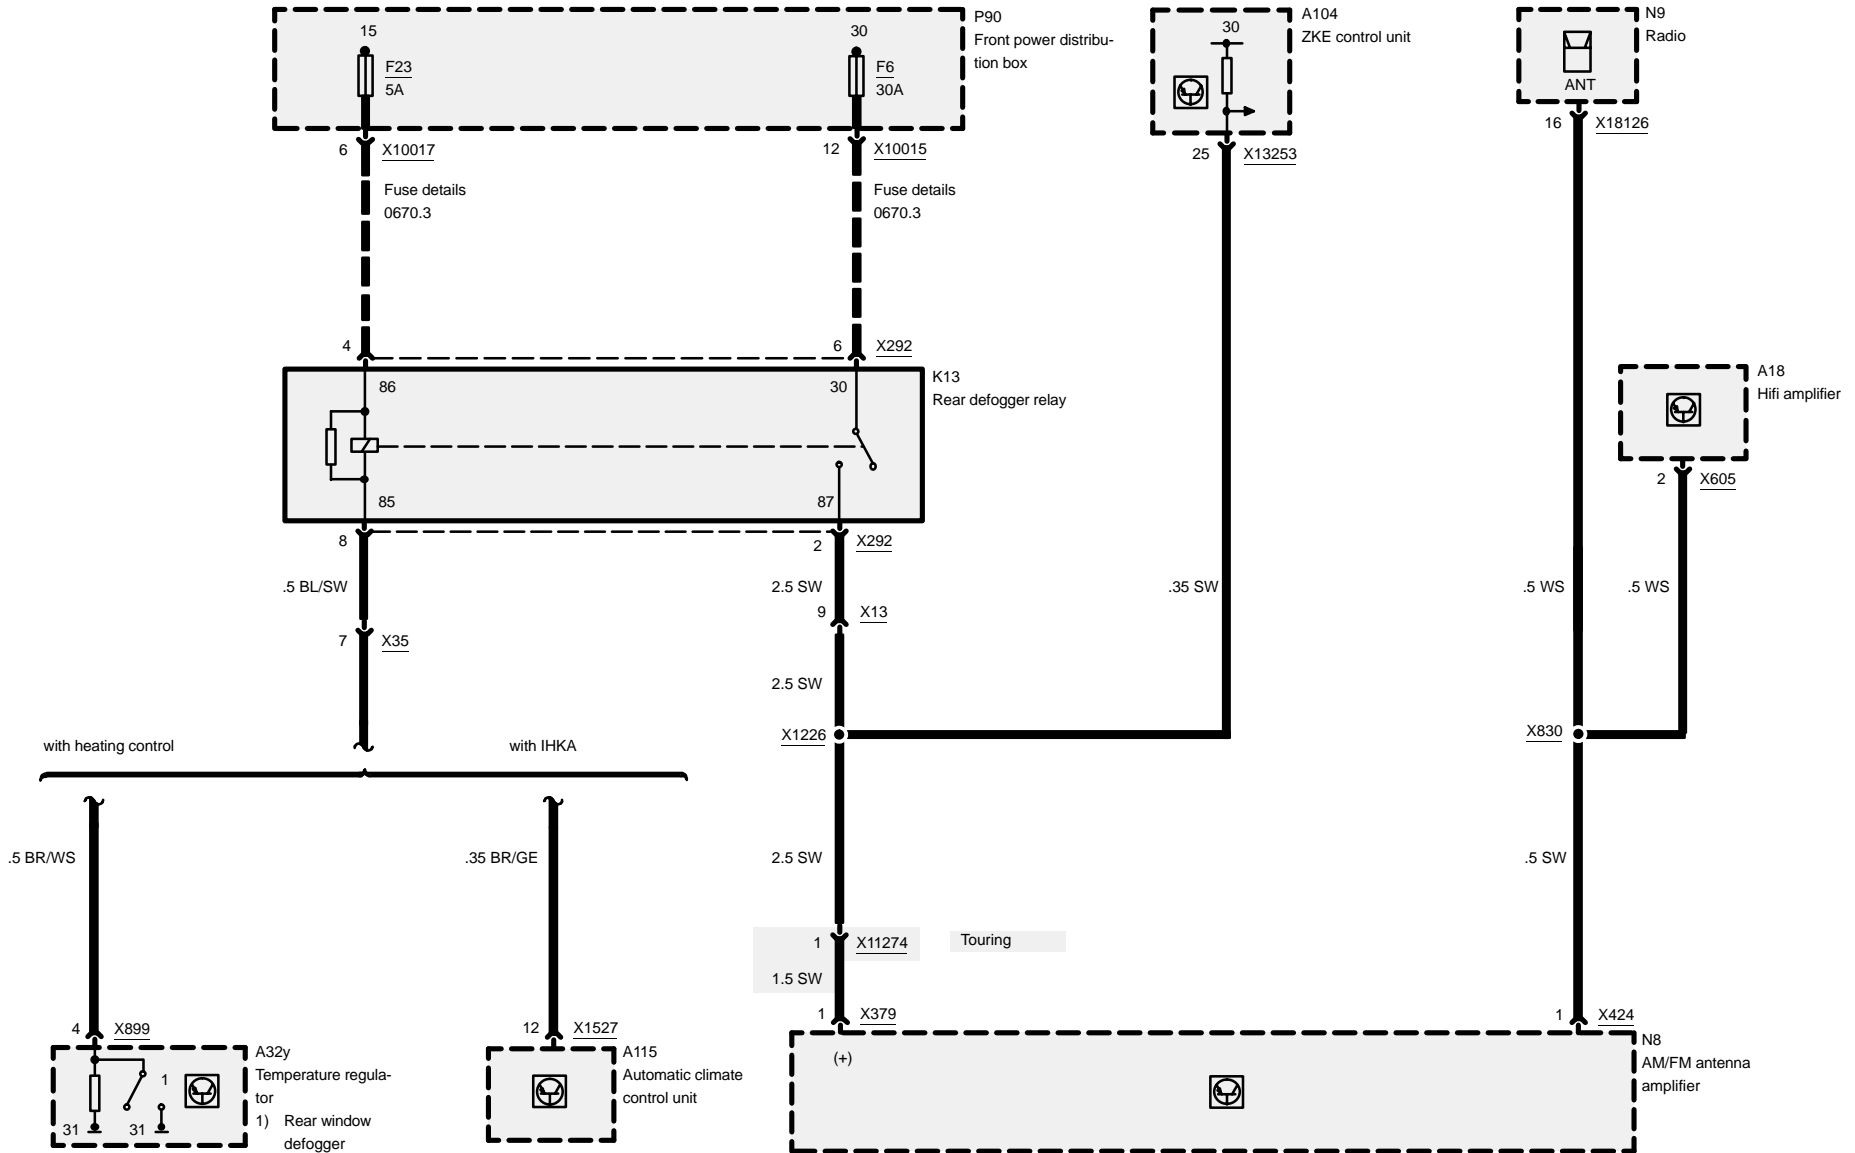 15
F23
5A
30
F6
30A
P90
Front power distribu-
tion box
30
A104
ZKE control unit
ANT
N9
Radio
6
X10017
12
X10015
25
X13253
16
X18126
Fuse details
0670.3
Fuse details
0670.3
4
6
X292
86
30
K13
Rear defogger relay
85
87
A18
Hifi amplifier
2
X605
8
2
X292
.5 BL/SW
2.5 SW
.35 SW
.5 WS
.5 WS
9
X13
7
X35
2.5 SW
X1226
X830
with heating control
with IHKA
.5 BR/WS
.35 BR/GE
2.5 SW
.5 SW
1
X11274
Touring
1.5 SW
4
X899
12
X1527
1
X379
1
X424
1
31
31
A32y
Temperature regula-
tor
1) Rear window
defogger
A115
Automatic climate
control unit
(+)
N8
AM/FM antenna
amplifier